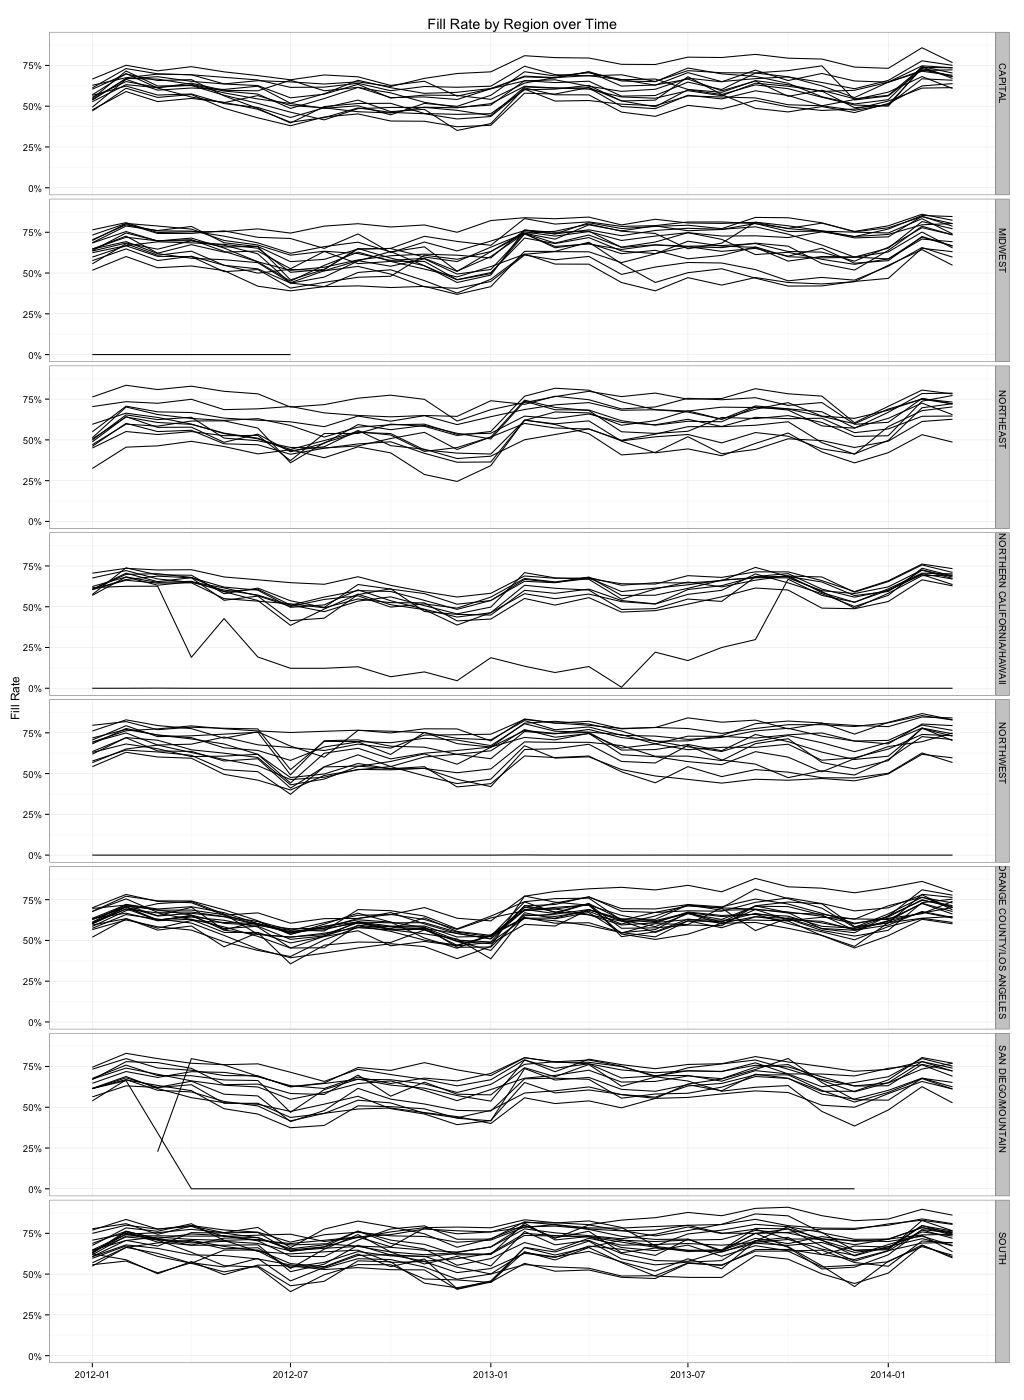 Fill Rate by Region over Time
Fill Rate
75%
50%
25%
0%
CAPITAL
75%
50%
25%
0%
MIDWEST
75%
50%
25%
0%
NORTHEAST
75%
50%
25%
0%
NORTHERN CALIFORNIA/HAWAII
75%
50%
25%
0%
NORTHWEST
75%
50%
25%
0%
ORANGE COUNTY/LOS ANGELES
75%
50%
25%
0%
SAN DIEGO/MOUNTAIN
75%
50%
25%
0%
SOUTH
2012-01 2012-07 2013-01 2013-07 2014-01